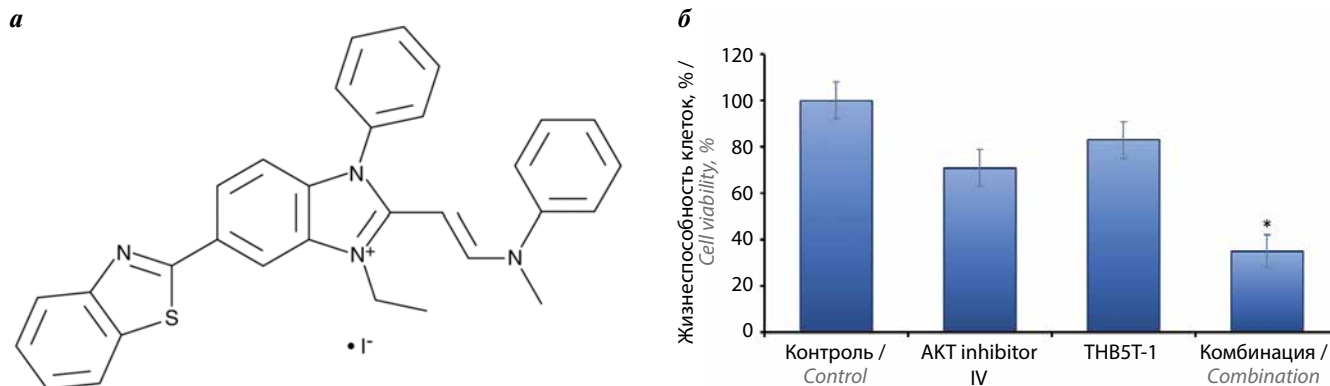 а
N
N
N+
N
S
• I-
б
Жизнеспособность клеток, % /
Cell viability, %
120
100
80
60
40
20
0
*
Контроль /
Control
AKT inhibitor
IV
THB5T-1
Комбинация /
Combination